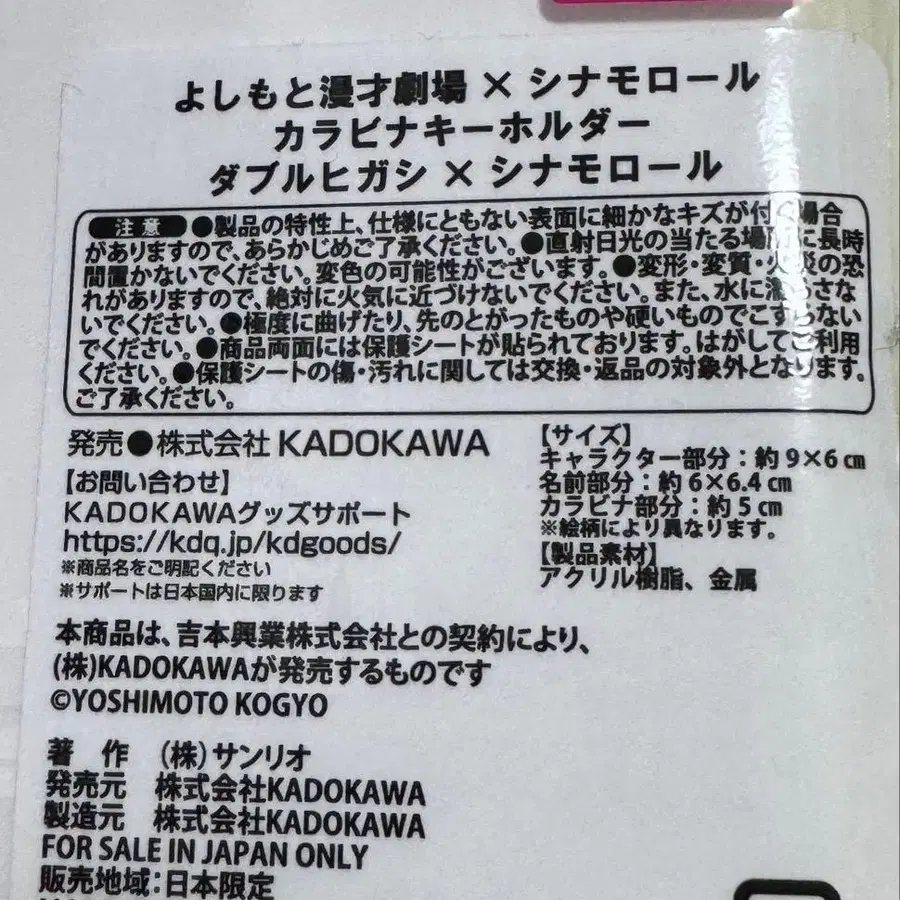 よしもと漫才劇場 × シナモロール
カラビナキーホルダー
ダブルヒガシ × シナモロール
注意 ●製品の特性上、仕様にともない表面に細かなキズが付く場合
がありますので、あらかじめご了承ください。●直射日光の当たる場所に長時
間置かないでください。変色の可能性がございます。●変形・変質・火災の恐
れがありますので、絶対に火気に近づけないでください。また、水に濡らさな
いでください。●極度に曲げたり、先のとがったものや硬いものでこすらない
でください。●商品両面には保護シートが貼られております。はがしてご利用
ください。●保護シートの傷・汚れに関しては交換・返品の対象外となります。
ご了承ください。
発売●株式会社 KADOKAWA
【お問い合わせ】
KADOKAWAグッズサポート
https://kdq.jp/kdgoods/
※商品名をご明記ください
※サポートは日本国内に限ります
【サイズ】
キャラクター部分：約 9×6 ㎝
名前部分：約 6×6.4 ㎝
カラビナ部分：約 5 ㎝
※絵柄により異なります。
【製品素材】
アクリル樹脂、金属
本商品は、吉本興業株式会社との契約により、
(株)KADOKAWAが発売するものです
©YOSHIMOTO KOGYO
著 作 (株) サンリオ
発売元 株式会社KADOKAWA
製造元 株式会社KADOKAWA
FOR SALE IN JAPAN ONLY
販売地域：日本限定